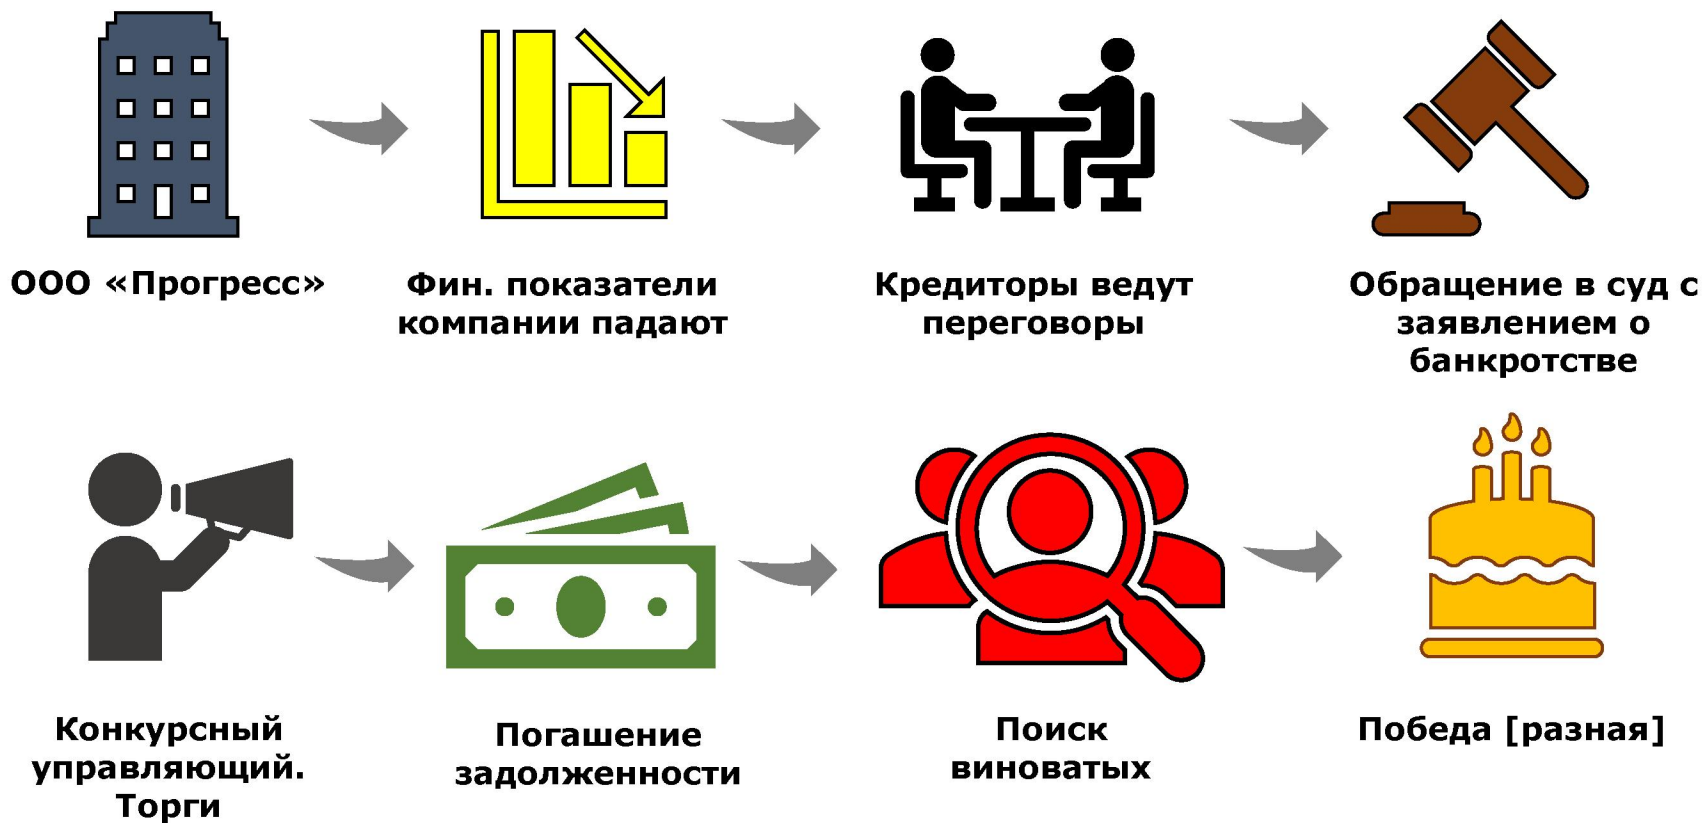 ООО «Прогресс»
Фин. показатели
компании падают
Кредиторы ведут
переговоры
Обращение в суд с
заявлением о
банкротстве
Конкурсный
управляющий.
Торги
Погашение
задолженности
Поиск
виноватых
Победа [разная]